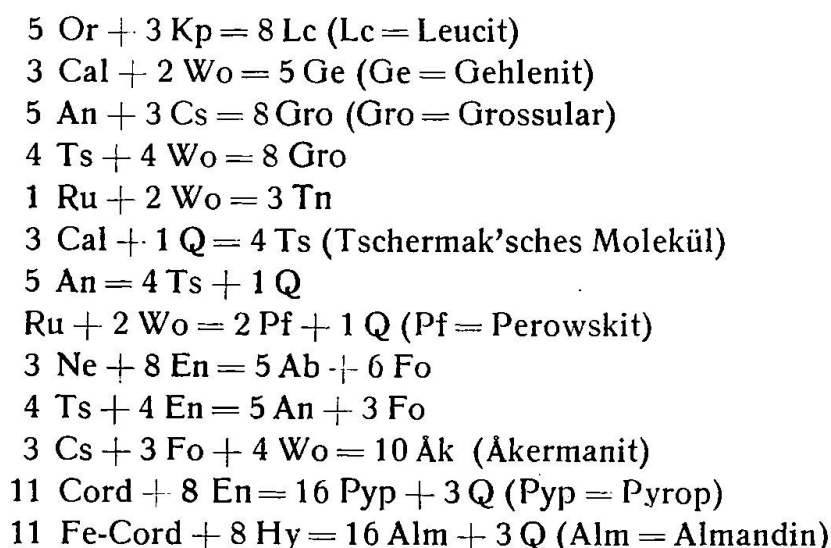 5 Or + 3 Kp = 8 Lc (Lc = Leucit)
3 Cal + 2 Wo = 5 Ge (Ge = Gehlenit)
5 An + 3 Cs = 8 Gro (Gro = Grossular)
4 Ts + 4 Wo = 8 Gro
1 Ru + 2 Wo = 3 Tn
3 Cal + 1 Q = 4 Ts (Tschermak'sches Molekül)
5 An = 4 Ts + 1 Q
Ru + 2 Wo = 2 Pf + 1 Q (Pf = Perowskit)
3 Ne + 8 En = 5 Ab + 6 Fo
4 Ts + 4 En = 5 An + 3 Fo
3 Cs + 3 Fo + 4 Wo = 10 Åk (Åkermanit)
11 Cord + 8 En = 16 Pyp + 3 Q (Pyp = Pyrop)
11 Fe-Cord + 8 Hy = 16 Alm + 3 Q (Alm = Almandin)